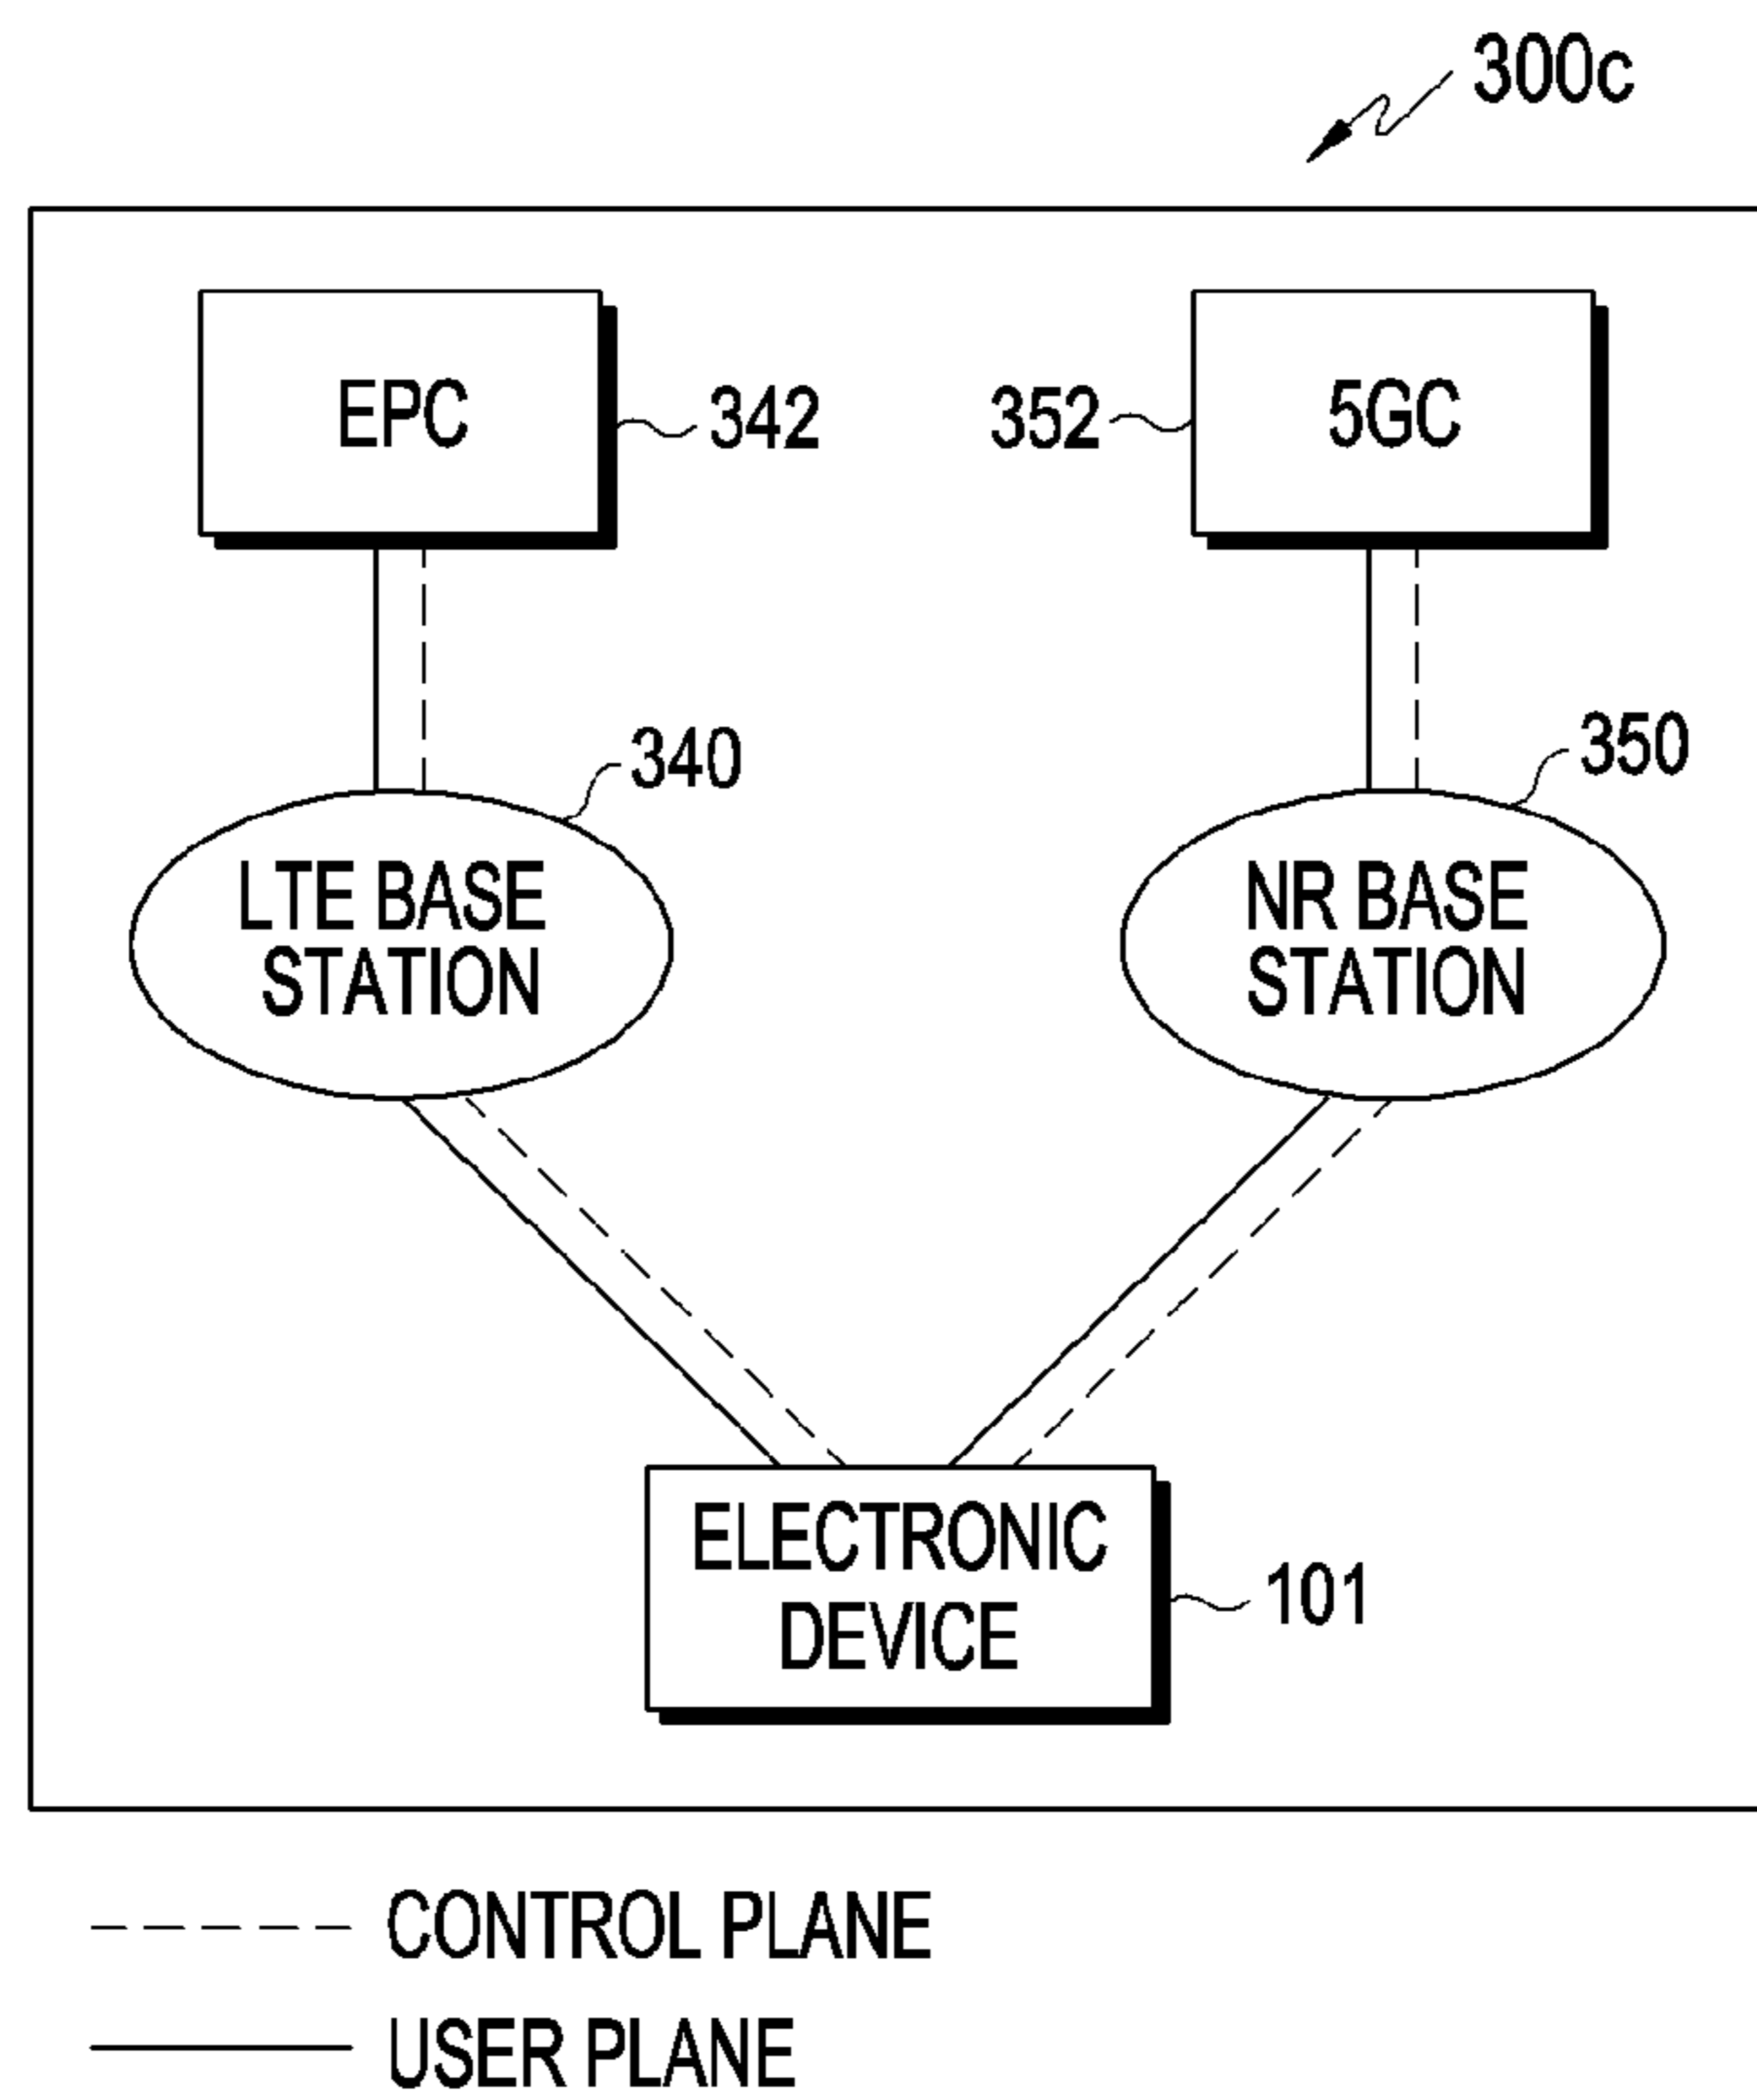 300c
EPC
342
352
5GC
340
350
LTE BASE
STATION
NR BASE
STATION
ELECTRONIC
DEVICE
101
CONTROL PLANE
USER PLANE